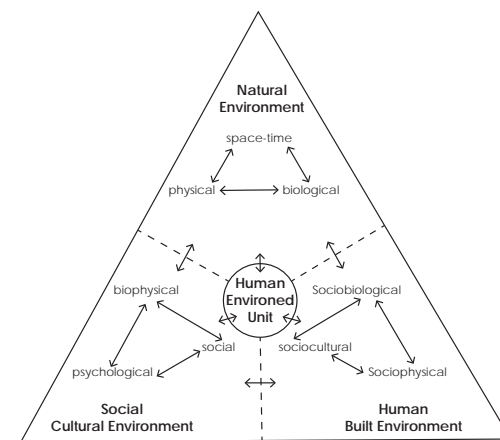 Natural
Environment
space-time
physical
biological
Human
Environed
Unit
biophysical
social
psychological
Social
Cultural Environment
Sociobiological
sociocultural
Sociophysical
Human
Built Environment